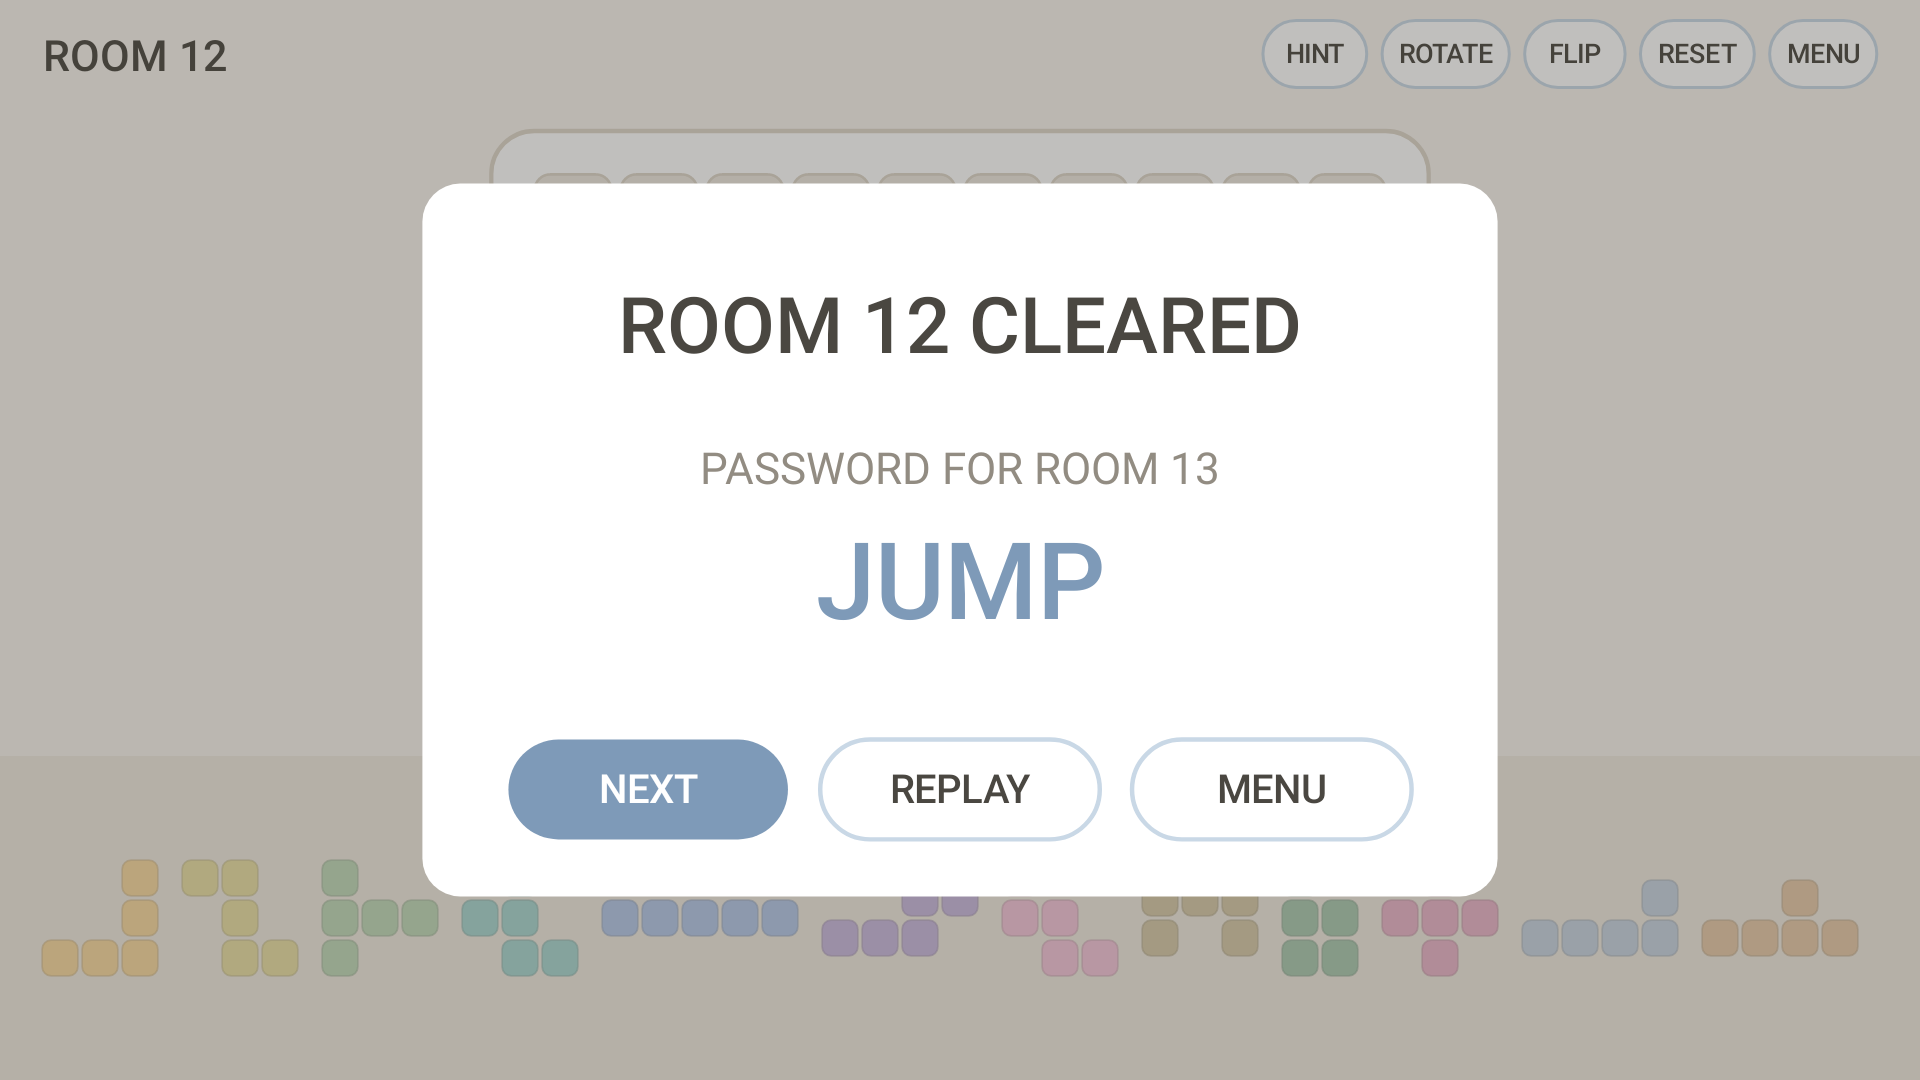 ROOM 12
HINT
ROTATE
FLIP
RESET
MENU
ROOM 12 CLEARED
PASSWORD FOR ROOM 13
JUMP
NEXT
REPLAY
MENU